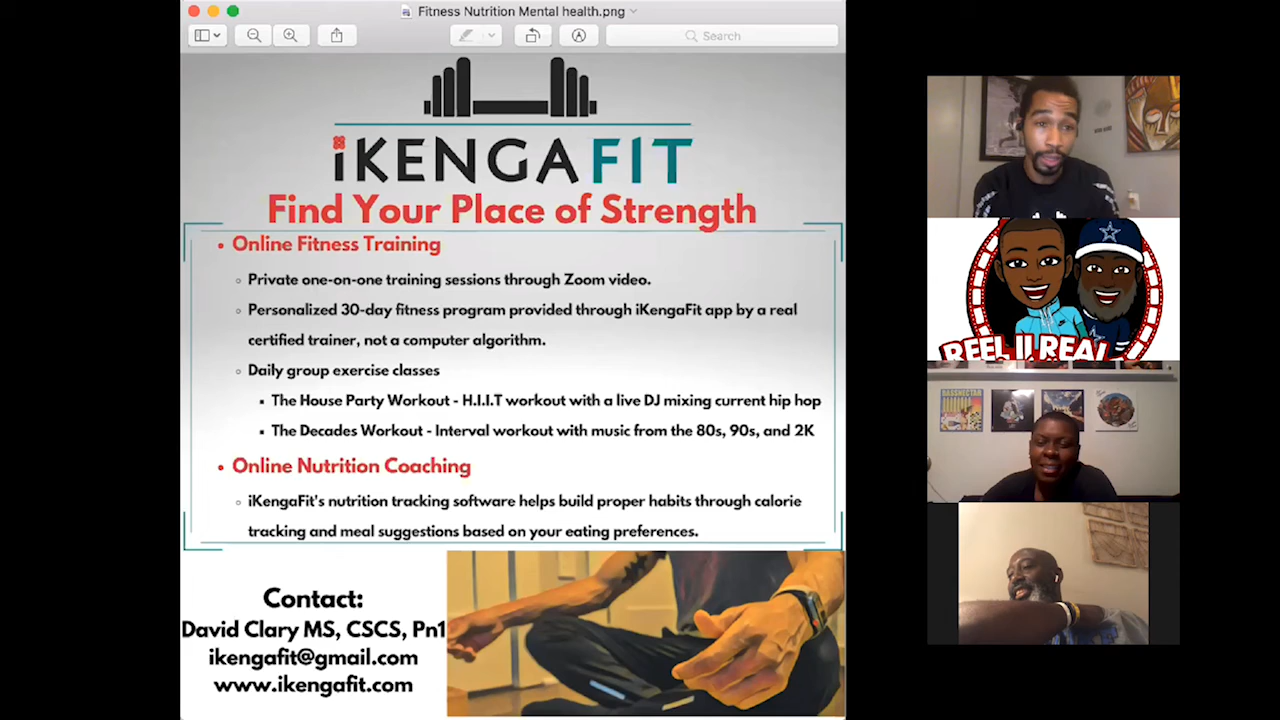 Fitness Nutrition Mental health.png
Search
iKENGAFIT
Find Your Place of Strength
Online Fitness Training
Private one-on-one training sessions through Zoom video.
Personalized 30-day fitness program provided through iKengaFit app by a real
certified trainer, not a computer algorithm.
Daily group exercise classes
The House Party Workout - H.I.I.T workout with a live DJ mixing current hip hop
The Decades Workout - Interval workout with music from the 80s, 90s, and 2K
Online Nutrition Coaching
iKengaFit's nutrition tracking software helps build proper habits through calorie
tracking and meal suggestions based on your eating preferences.
Contact:
David Clary MS, CSCS, Pn1
ikengafit@gmail.com
www.ikengafit.com
REEL II REAL
BASSNECTAR